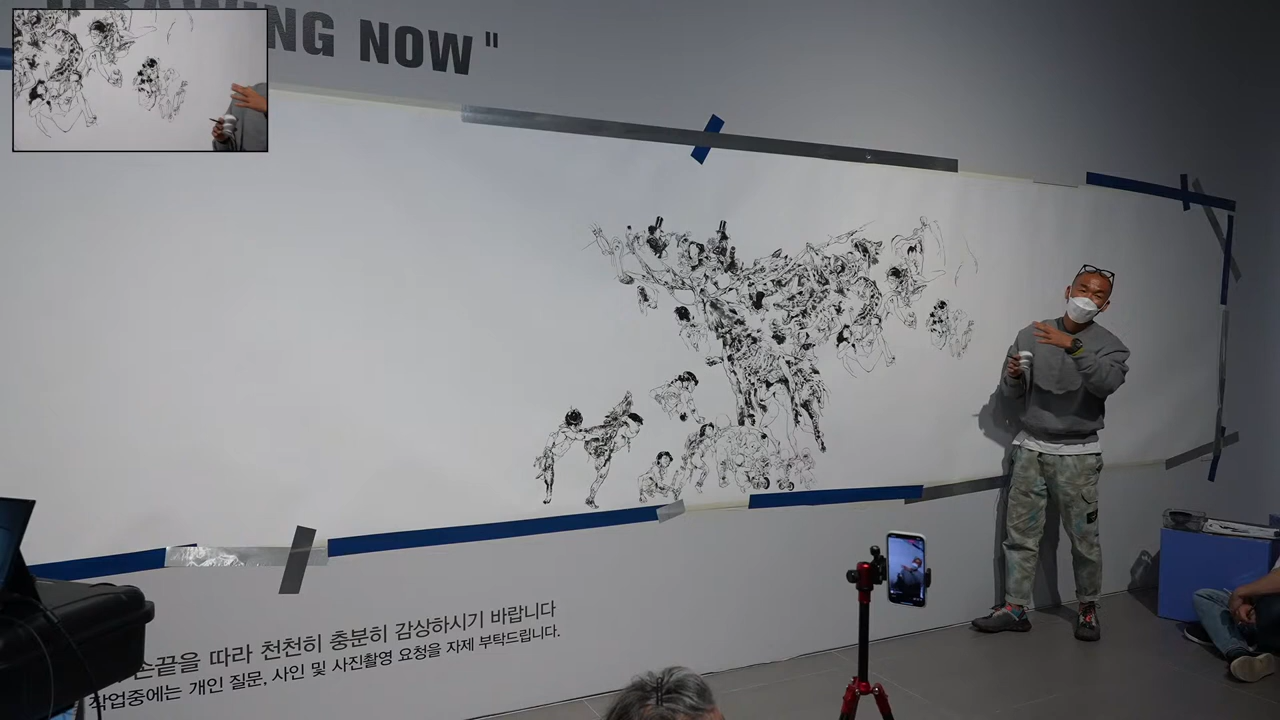 DRAWING NOW"
손끝을 따라 천천히 충분히 감상하시기 바랍니다
작업중에는 개인 질문, 사인 및 사진촬영 요청을 자제 부탁드립니다.